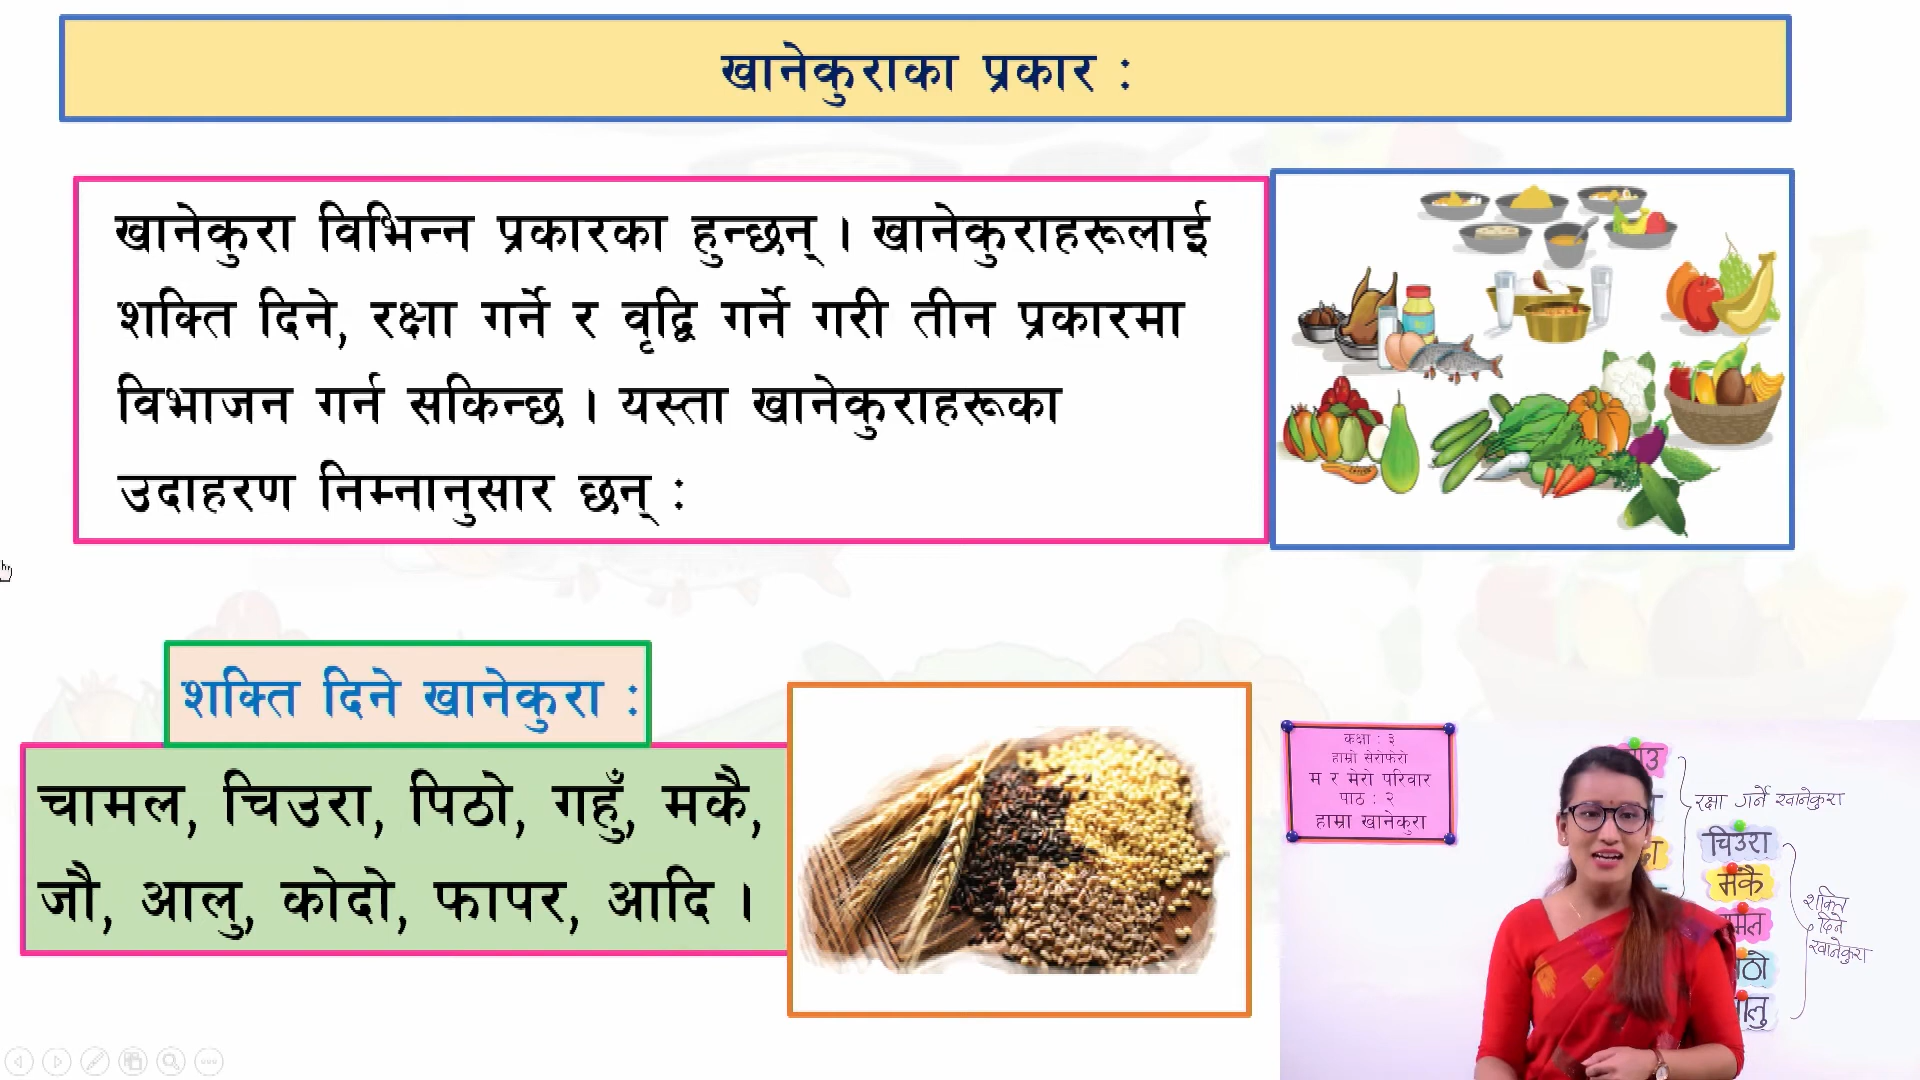 खानेकुराका प्रकार :
खानेकुरा विभिन्न प्रकारका हुन्छन् । खानेकुराहरूलाई
शक्ति दिने, रक्षा गर्ने र वृद्धि गर्ने गरी तीन प्रकारमा
विभाजन गर्न सकिन्छ । यस्ता खानेकुराहरूका
उदाहरण निम्नानुसार छन् :
शक्ति दिने खानेकुरा :
चामल, चिउरा, पिठो, गहुँ, मकै,
जौ, आलु, कोदो, फापर, आदि ।
कक्षा : ३
हाम्रो सेरोफेरो
म र मेरो परिवार
पाठ : २
हाम्रा खानेकुरा
रक्षा गर्ने खानेकुरा
चिउरा
मकै
शक्ति
दिने
खानेकुरा